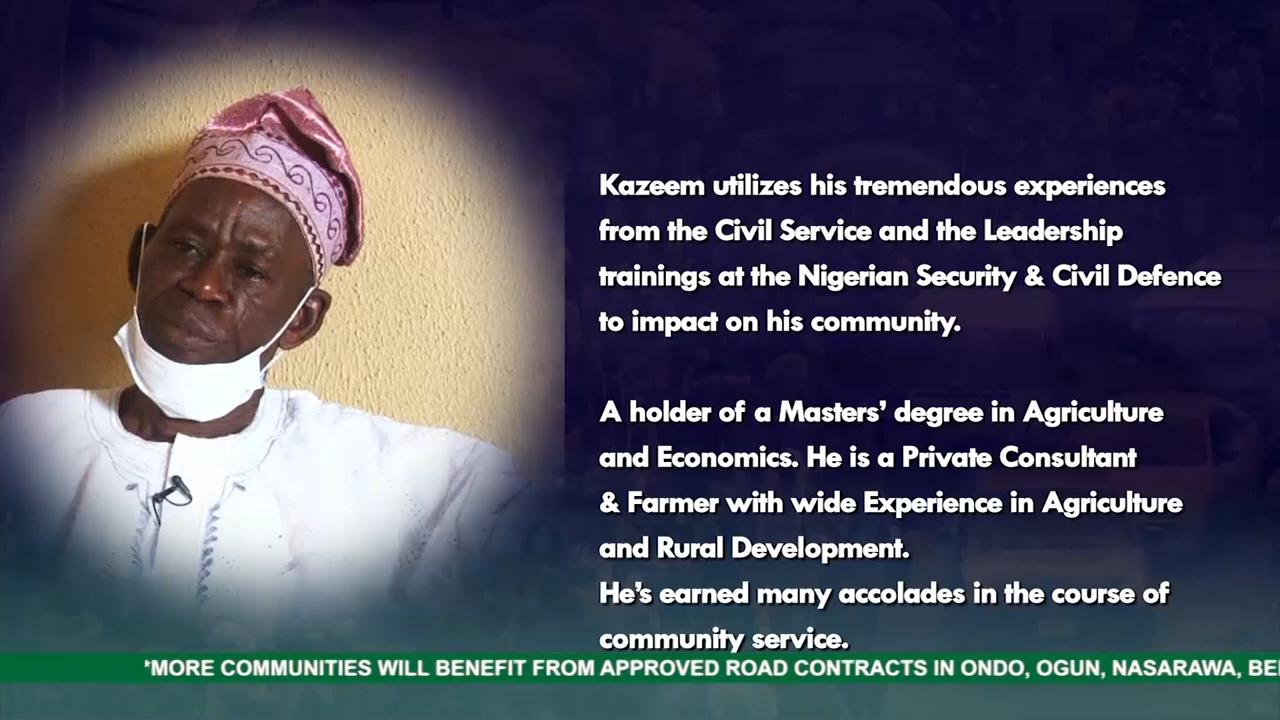 Kazeem utilizes his tremendous experiences
from the Civil Service and the Leadership
trainings at the Nigerian Security & Civil Defence
to impact on his community.
A holder of a Masters’ degree in Agriculture
and Economics. He is a Private Consultant
& Farmer with wide Experience in Agriculture
and Rural Development.
He’s earned many accolades in the course of
community service.
*MORE COMMUNITIES WILL BENEFIT FROM APPROVED ROAD CONTRACTS IN ONDO, OGUN, NASARAWA,